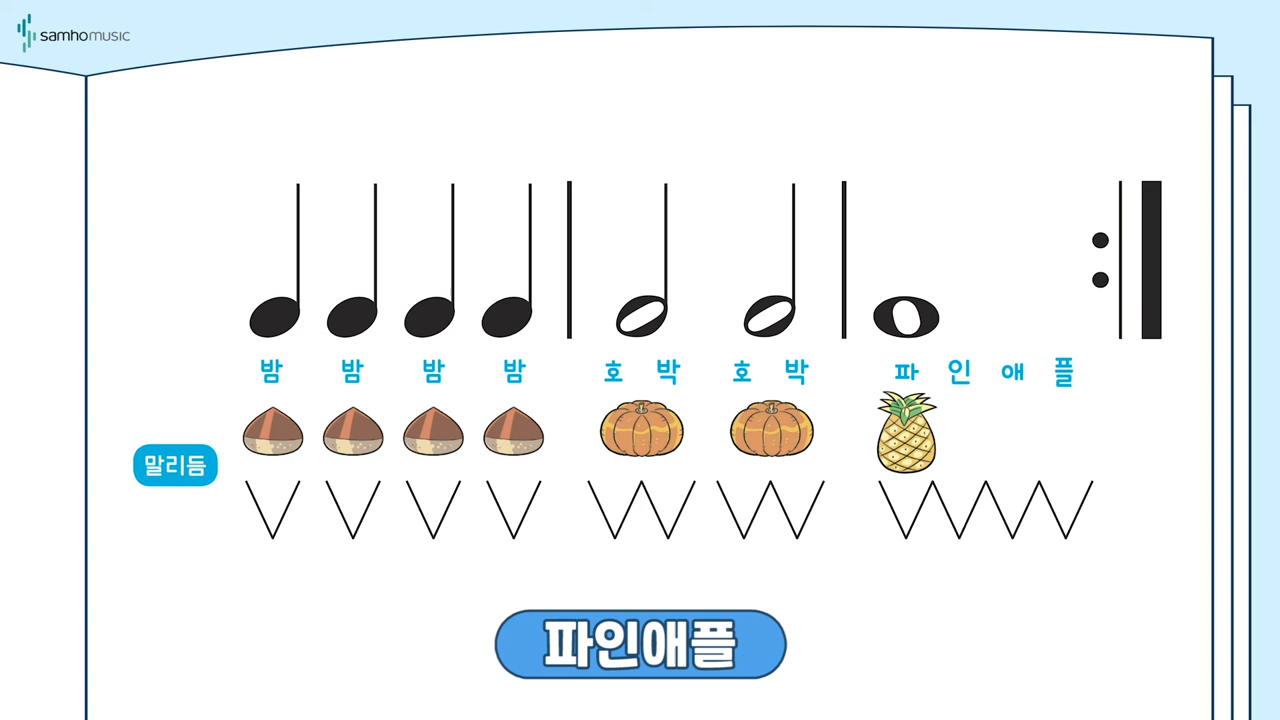 samhomusic
밤 밤 밤 밤 호 박 호 박 파 인 애 플
말리듬
파인애플